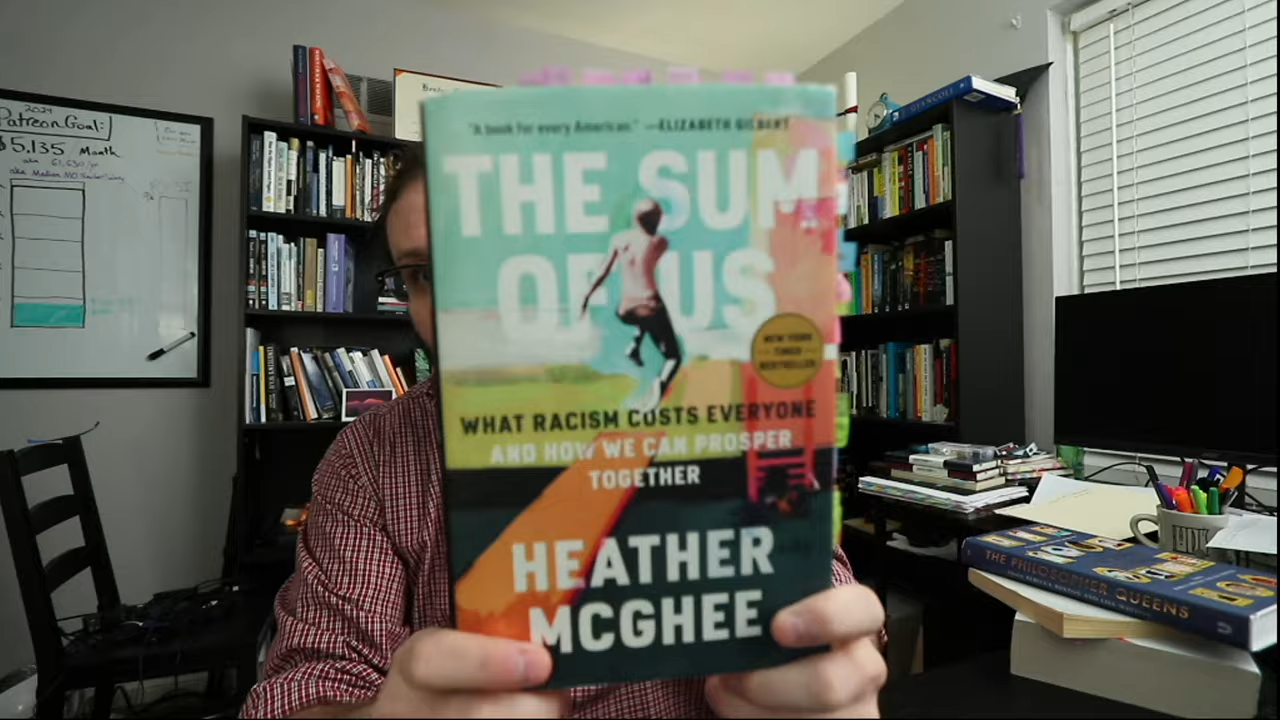 2024
Patreon Goal:
$5,135 Month
"A book for every American." —ELIZABETH GILBERT
THE SUM
OF US
NEW YORK
TIMES
BESTSELLER
WHAT RACISM COSTS EVERYONE
AND HOW WE CAN PROSPER
TOGETHER
HEATHER
MCGHEE
GIANCOLI
THE PHILOSOPHER QUEENS